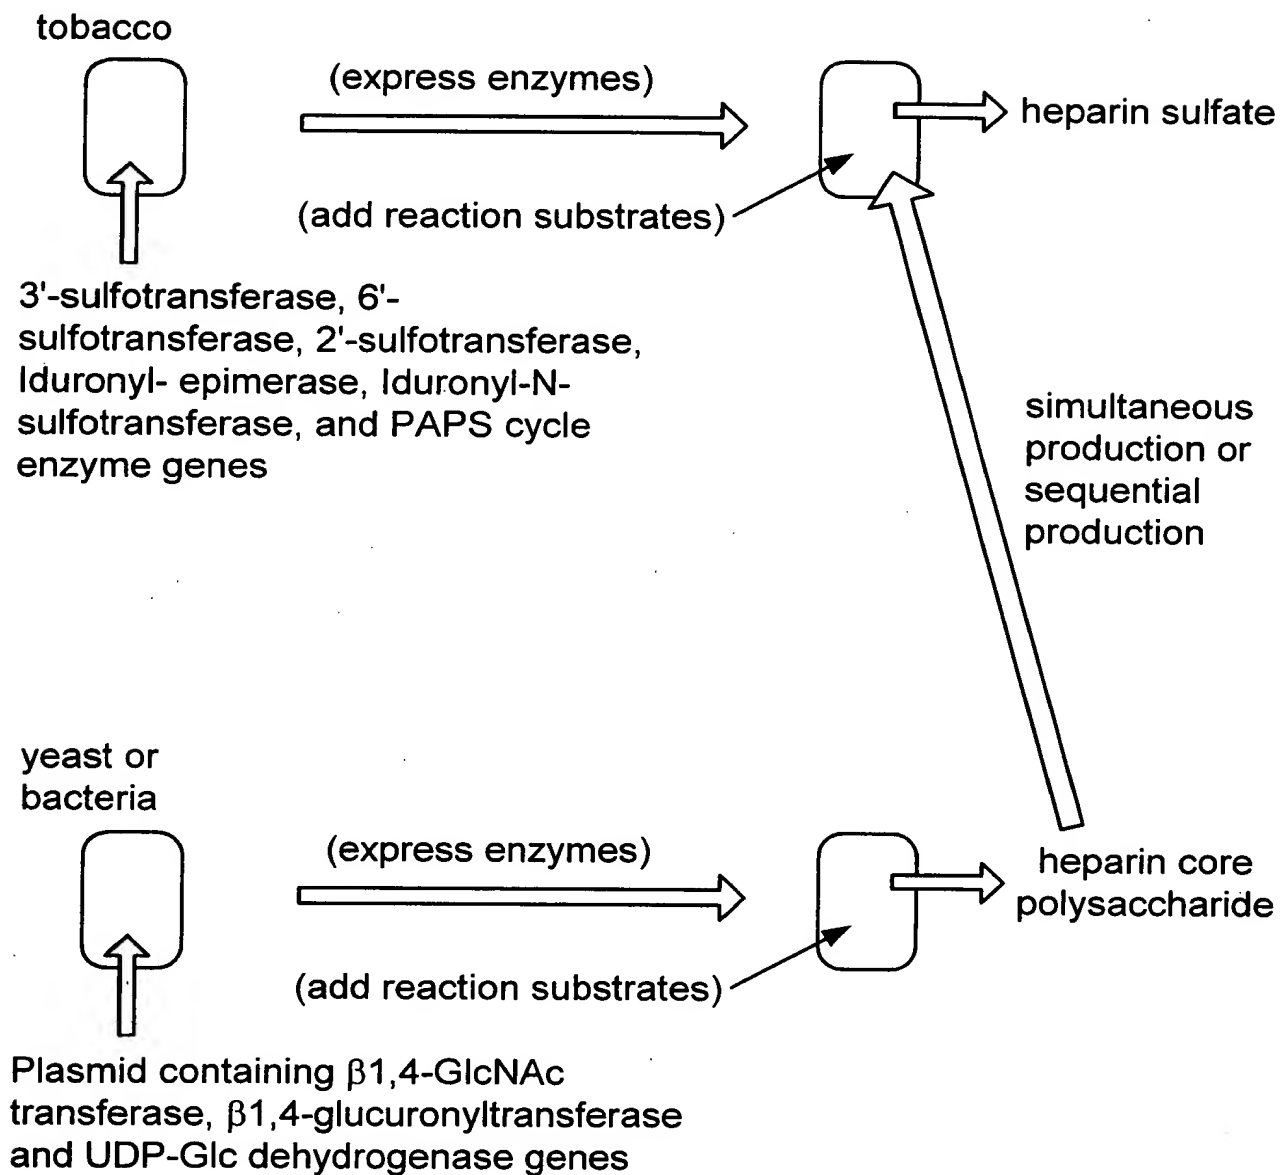 tobacco
(express enzymes)
heparin sulfate
(add reaction substrates)
3'-sulfotransferase, 6'-
sulfotransferase, 2'-sulfotransferase,
Iduronyl- epimerase, Iduronyl-N-
sulfotransferase, and PAPS cycle
enzyme genes
simultaneous
production or
sequential
production
yeast or
bacteria
(express enzymes)
heparin core
polysaccharide
(add reaction substrates)
Plasmid containing β1,4-GlcNAc
transferase, β1,4-glucuronyltransferase
and UDP-Glc dehydrogenase genes